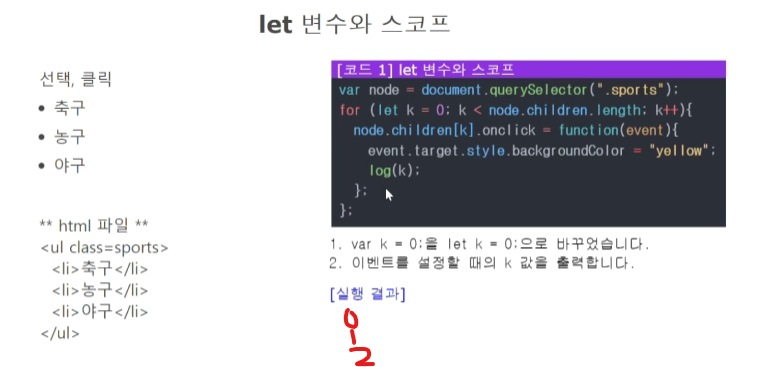 let 변수와 스코프
선택, 클릭
• 축구
• 농구
• 야구
** html 파일 **
<ul class=sports>
<li>축구</li>
<li>농구</li>
<li>야구</li>
</ul>
[코드 1] let 변수와 스코프
var node = document.querySelector(".sports");
for (let k = 0; k < node.children.length; k++){
node.children[k].onclick = function(event){
event.target.style.backgroundColor = "yellow";
log(k);
};
};
1. var k = 0;을 let k = 0;으로 바꾸었습니다.
2. 이벤트를 설정할 때의 k 값을 출력합니다.
[실행 결과]
0
1
2